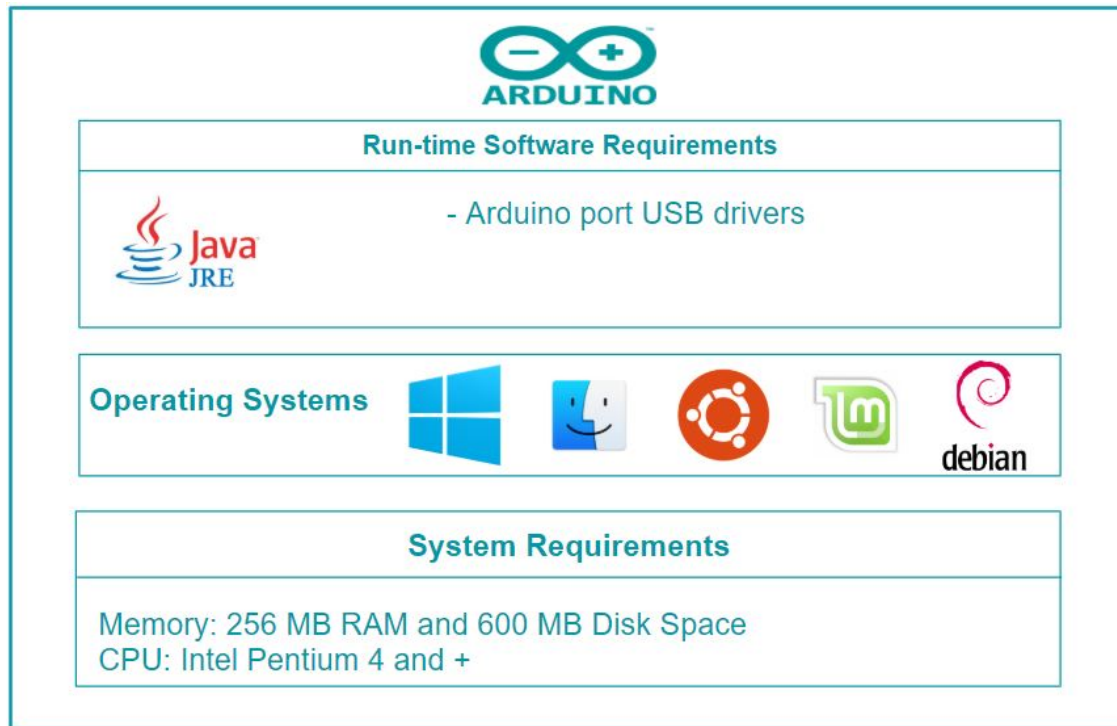 ARDUINO
Run-time Software Requirements
- Arduino port USB drivers
Java
JRE
Operating Systems
debian
System Requirements
Memory: 256 MB RAM and 600 MB Disk Space
CPU: Intel Pentium 4 and +